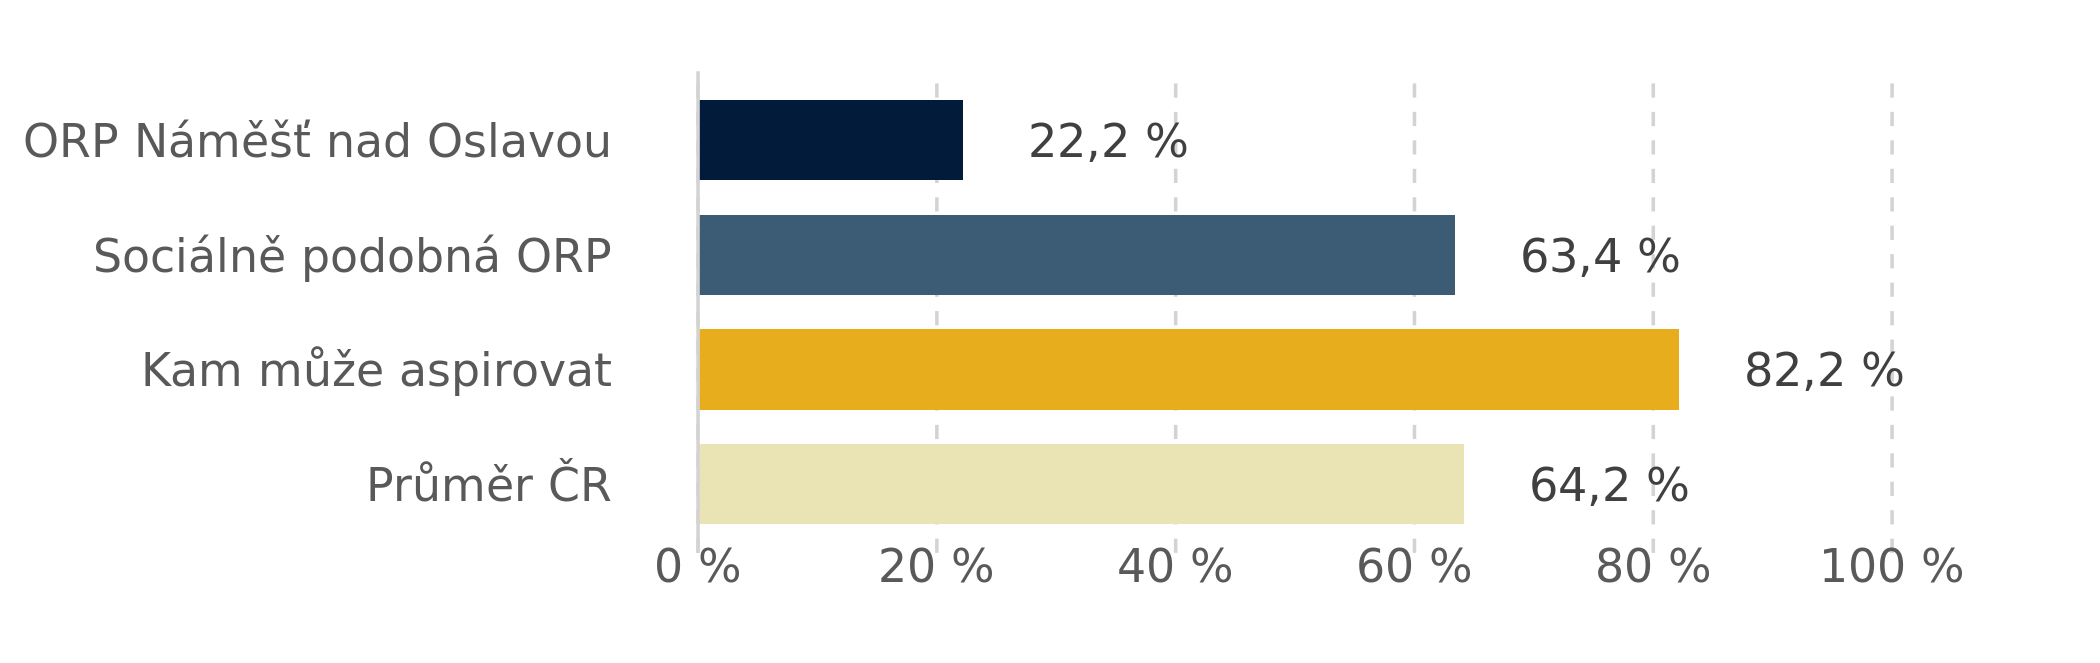 ORP Náměšť nad Oslavou 22,2 %
Sociálně podobná ORP 63,4 %
Kam může aspirovat 82,2 %
Průměr ČR 64,2 %
0 % 20 % 40 % 60 % 80 % 100 %